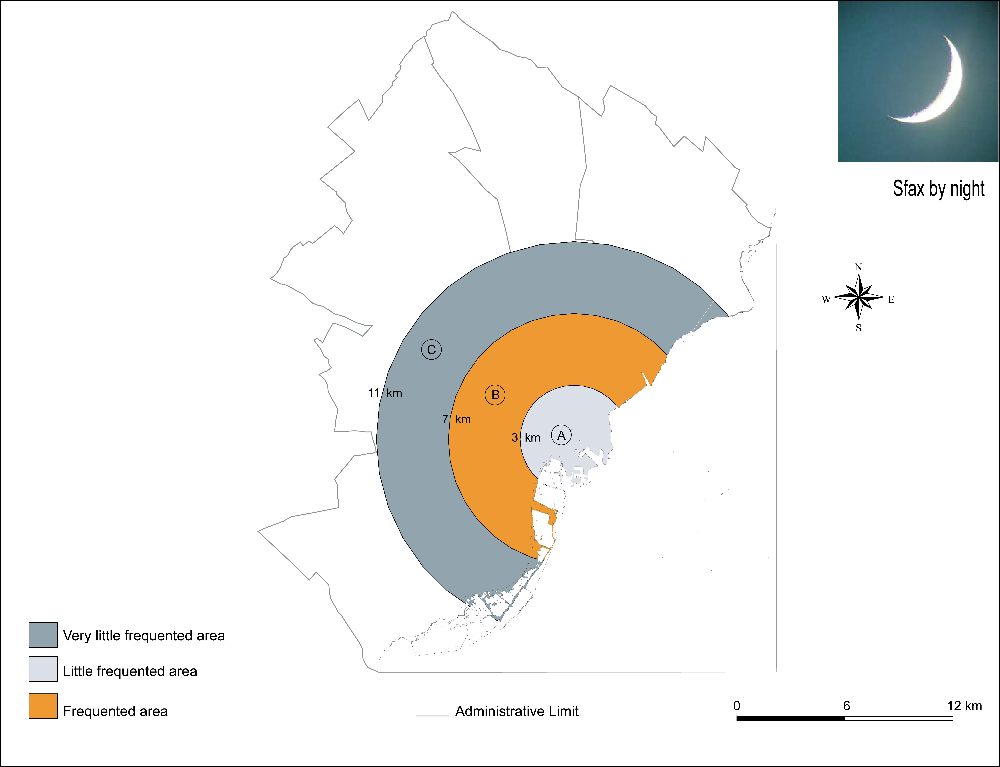 Sfax by night
N
W E
S
C
B
11 km
7 km
3 km
A
Very little frequented area
Little frequented area
Frequented area
Administrative Limit
0 6 12 km